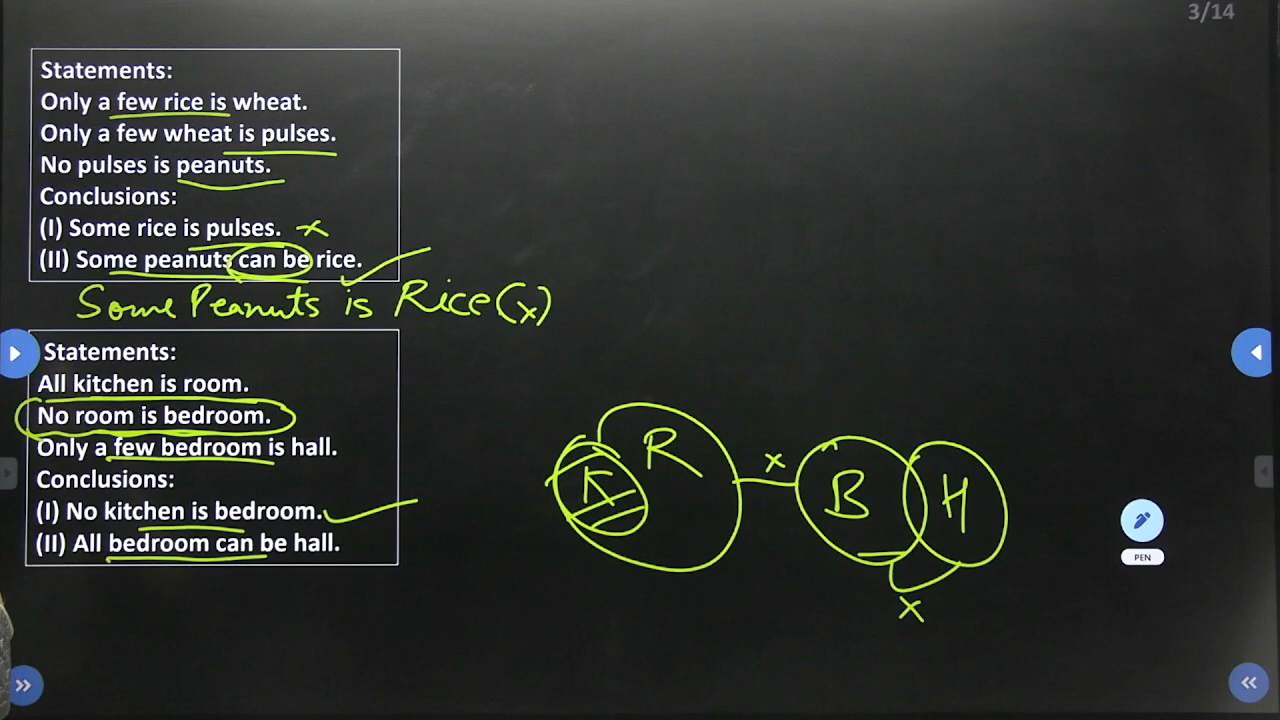 3/14
Statements:
Only a few rice is wheat.
Only a few wheat is pulses.
No pulses is peanuts.
Conclusions:
(I) Some rice is pulses. x
(II) Some peanuts can be rice.
Some Peanuts is Rice (x)
Statements:
All kitchen is room.
No room is bedroom.
Only a few bedroom is hall.
Conclusions:
(I) No kitchen is bedroom.
(II) All bedroom can be hall.
K R x B H
x
PEN